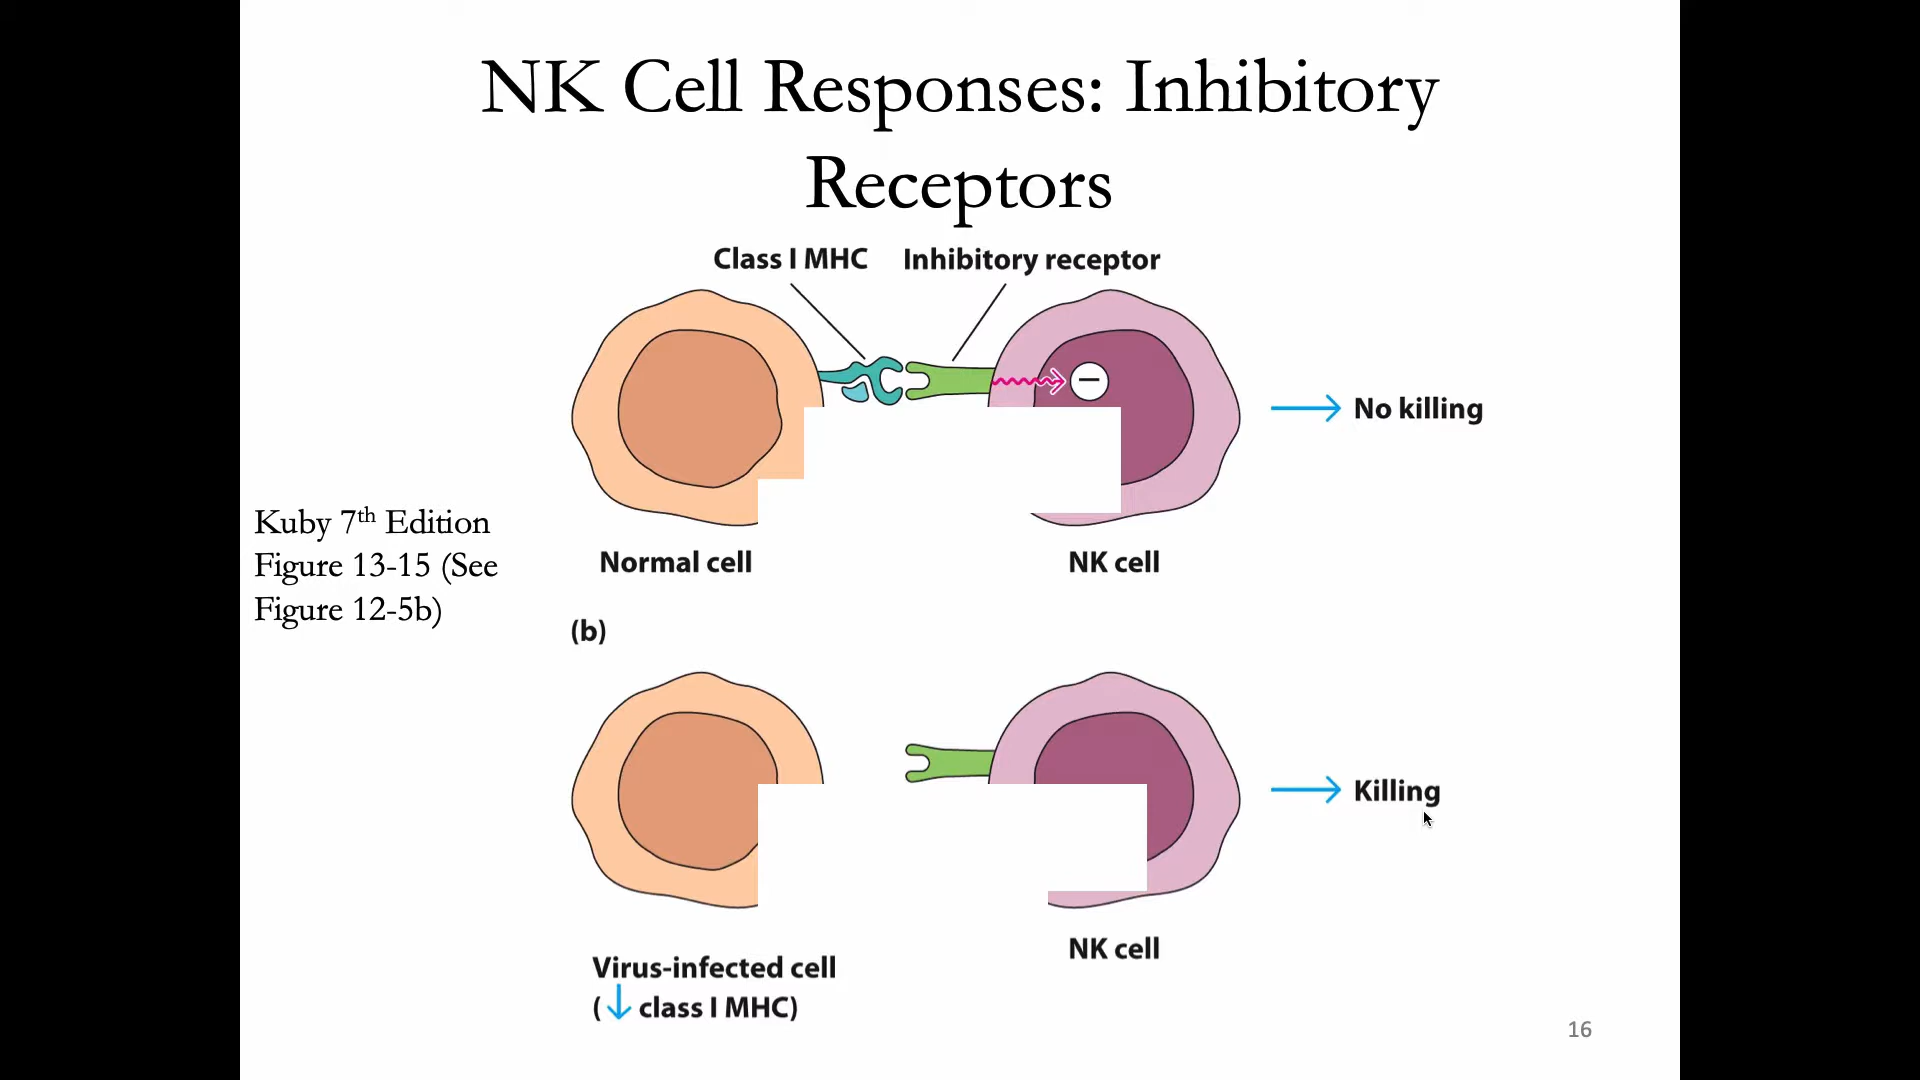 NK Cell Responses: Inhibitory
Receptors
Class I MHC
Inhibitory receptor
No killing
Kuby 7th Edition
Figure 13-15 (See
Figure 12-5b)
Normal cell
NK cell
(b)
Killing
Virus-infected cell
(↓ class I MHC)
NK cell
16